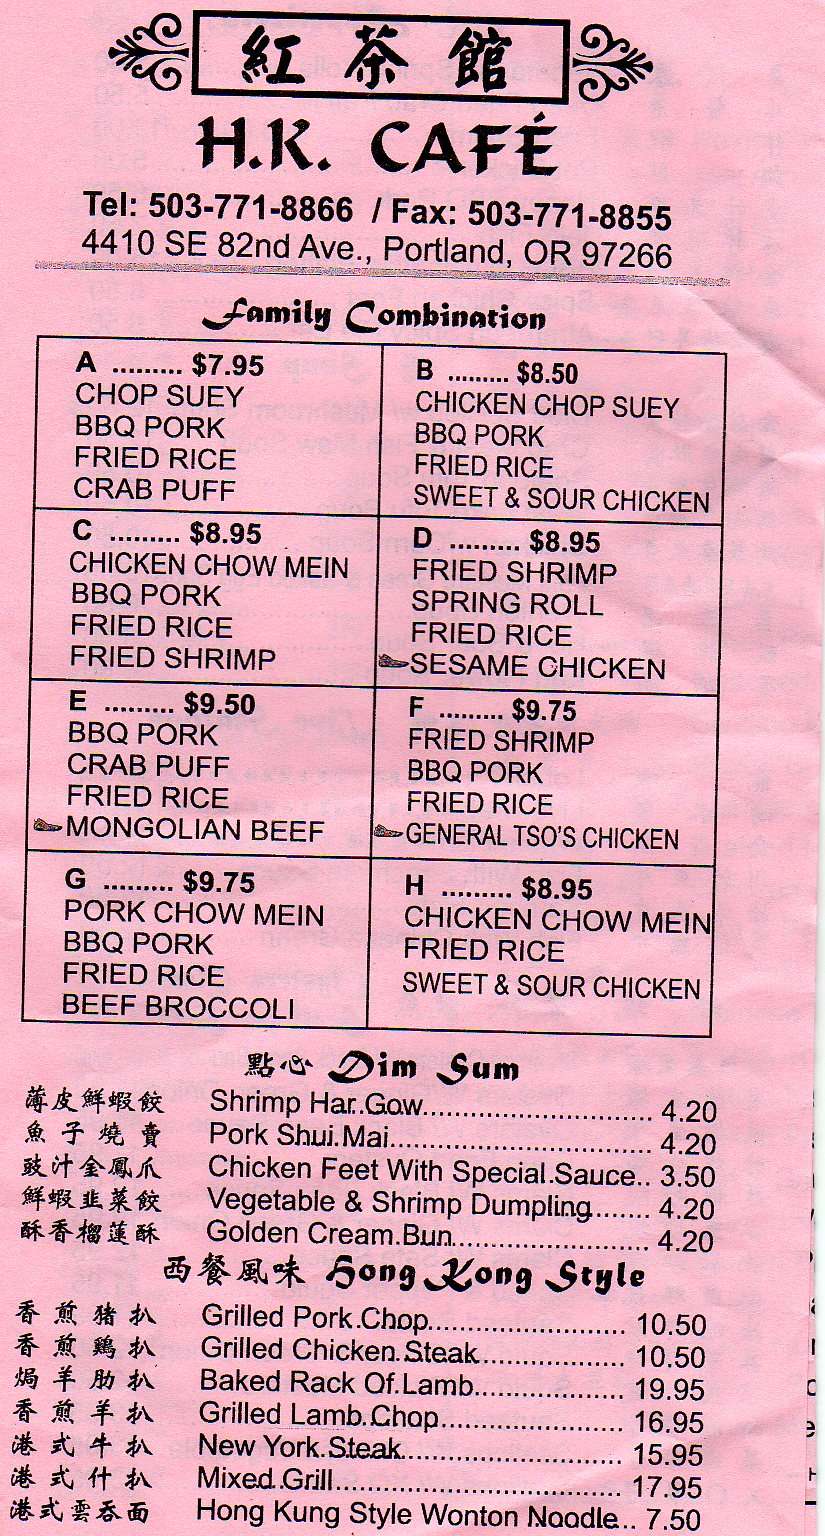 紅茶館
H.K. CAFÉ
Tel: 503-771-8866 / Fax: 503-771-8855
4410 SE 82nd Ave., Portland, OR 97266
Family Combination
A ......... $7.95
CHOP SUEY
BBQ PORK
FRIED RICE
CRAB PUFF
B ......... $8.50
CHICKEN CHOP SUEY
BBQ PORK
FRIED RICE
SWEET & SOUR CHICKEN
C ......... $8.95
CHICKEN CHOW MEIN
BBQ PORK
FRIED RICE
FRIED SHRIMP
D ......... $8.95
FRIED SHRIMP
SPRING ROLL
FRIED RICE
SESAME CHICKEN
E ......... $9.50
BBQ PORK
CRAB PUFF
FRIED RICE
MONGOLIAN BEEF
F ......... $9.75
FRIED SHRIMP
BBQ PORK
FRIED RICE
GENERAL TSO'S CHICKEN
G ......... $9.75
PORK CHOW MEIN
BBQ PORK
FRIED RICE
BEEF BROCCOLI
H ......... $8.95
CHICKEN CHOW MEIN
FRIED RICE
SWEET & SOUR CHICKEN
點心 Dim Sum
薄皮鮮蝦餃 Shrimp Har Gow 4.20
魚子燒賣 Pork Shui Mai 4.20
豉汁金鳳爪 Chicken Feet With Special Sauce 3.50
鮮蝦韭菜餃 Vegetable & Shrimp Dumpling 4.20
酥香榴蓮酥 Golden Cream Bun 4.20
西餐風味 Hong Kong Style
香煎豬扒 Grilled Pork Chop 10.50
香煎鷄扒 Grilled Chicken Steak 10.50
焗羊肋扒 Baked Rack Of Lamb 19.95
香煎羊扒 Grilled Lamb Chop 16.95
港式牛扒 New York Steak 15.95
港式什扒 Mixed Grill 17.95
港式雲吞面 Hong Kung Style Wonton Noodle 7.50